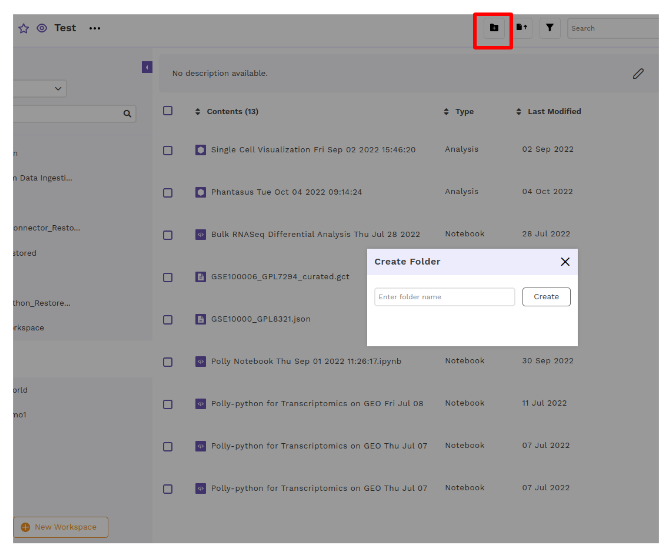 Test
Search
No description available.
Contents (13) Type Last Modified
Single Cell Visualization Fri Sep 02 2022 15:46:20 Analysis 02 Sep 2022
n
n Data Ingesti...
Phantasus Tue Oct 04 2022 09:14:24 Analysis 04 Oct 2022
onnector_Resto...
Bulk RNASeq Differential Analysis Thu Jul 28 2022 Notebook 28 Jul 2022
stored
Create Folder
GSE100006_GPL7294_curated.gct
Enter folder name Create
thon_Restore...
GSE10000_GPL8321.json
rkspace
Polly Notebook Thu Sep 01 2022 11:26:17.ipynb Notebook 30 Sep 2022
orld
Polly-python for Transcriptomics on GEO Fri Jul 08 Notebook 11 Jul 2022
mo1
Polly-python for Transcriptomics on GEO Thu Jul 07 Notebook 07 Jul 2022
Polly-python for Transcriptomics on GEO Thu Jul 07 Notebook 07 Jul 2022
New Workspace